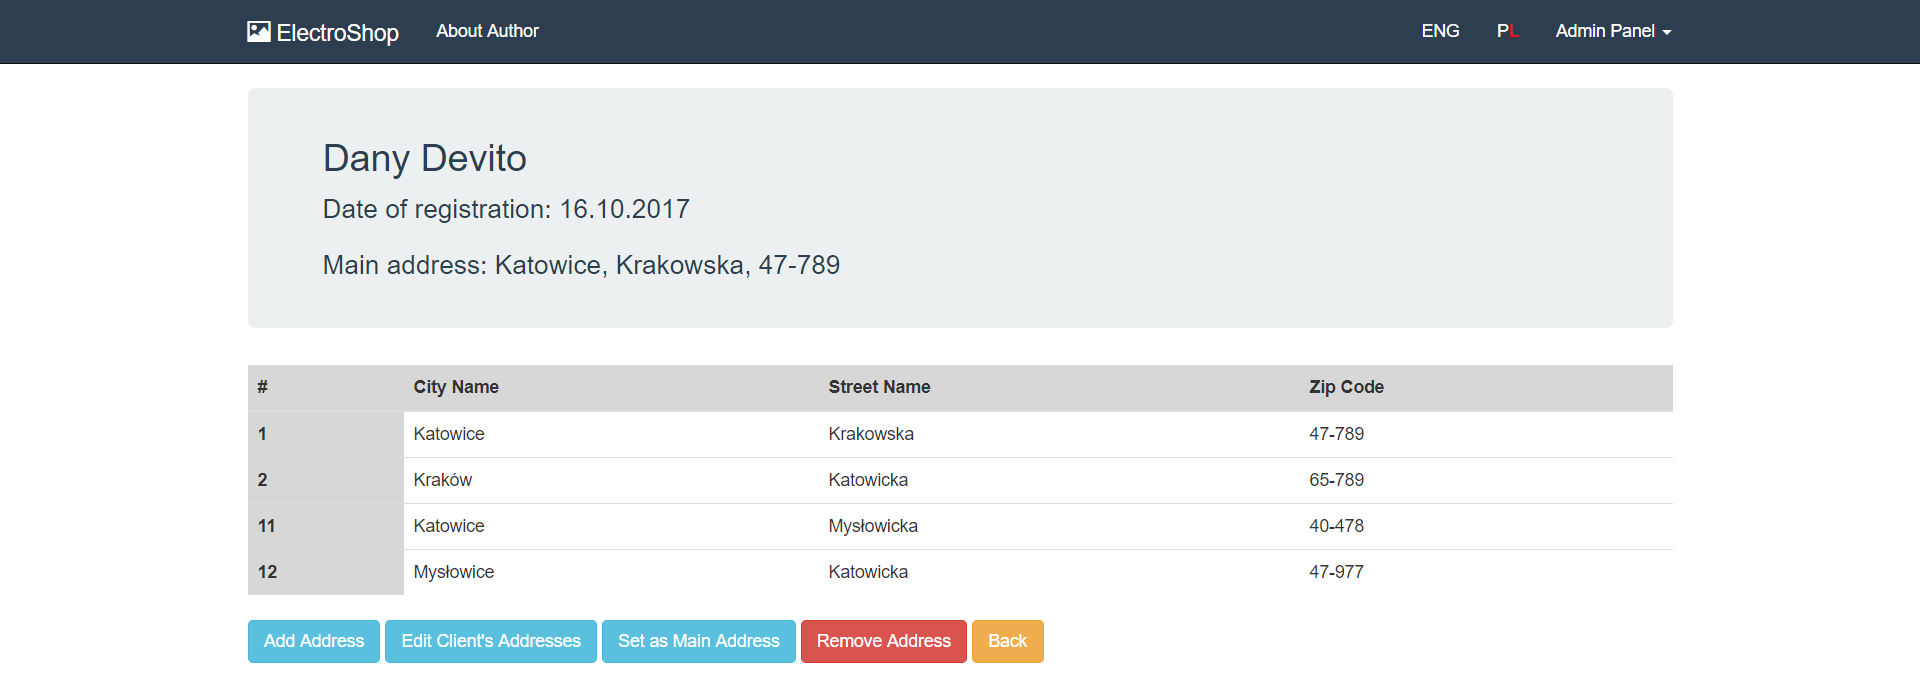 ElectroShop About Author ENG PL Admin Panel
Dany Devito
Date of registration: 16.10.2017
Main address: Katowice, Krakowska, 47-789
# City Name Street Name Zip Code
1 Katowice Krakowska 47-789
2 Kraków Katowicka 65-789
11 Katowice Mysłowicka 40-478
12 Mysłowice Katowicka 47-977
Add Address Edit Client's Addresses Set as Main Address Remove Address Back